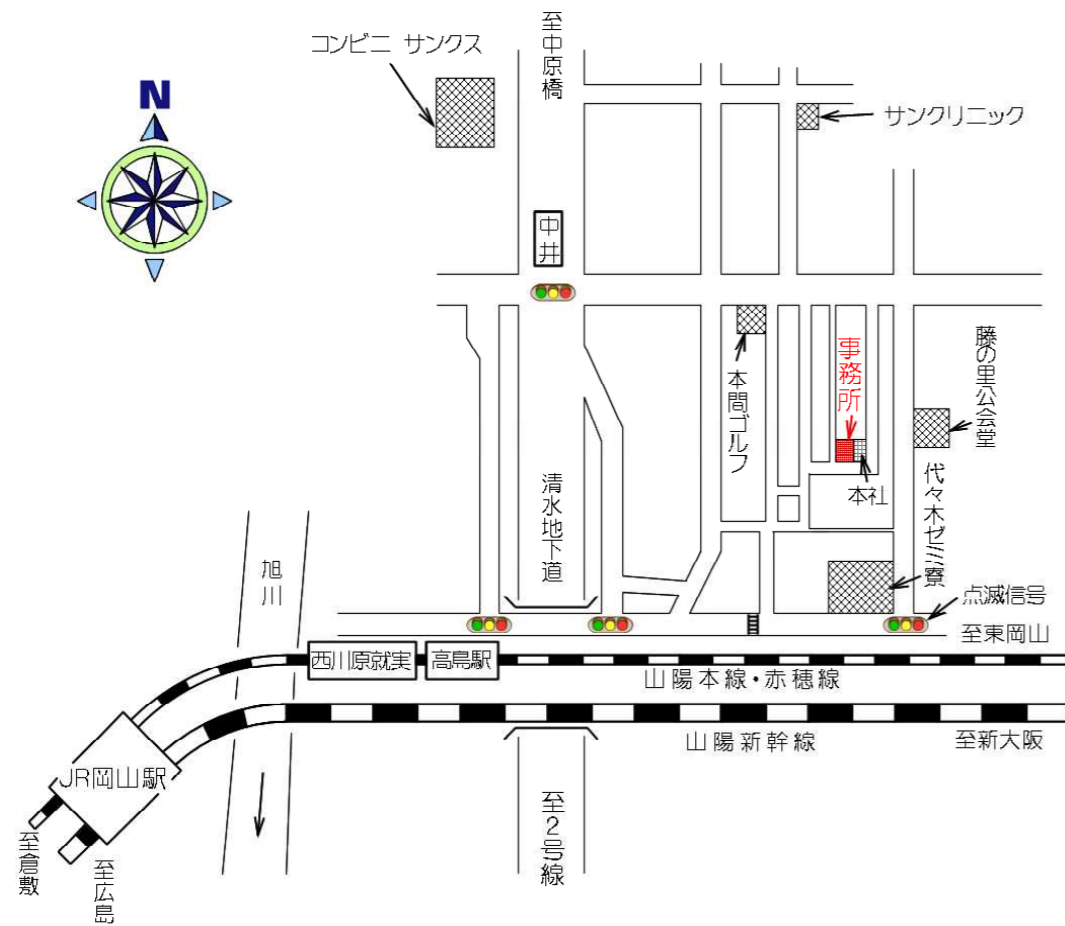 至中原橋
コンビニ サンクス
N
サンクリニック
中井
事務所
藤の里公会堂
本間ゴルフ
本社
代々木ゼミ寮
清水地下道
旭川
点滅信号
至東岡山
西川原就実
高島駅
山陽本線・赤穂線
山陽新幹線
至新大阪
JR岡山駅
至2号線
至倉敷
至広島